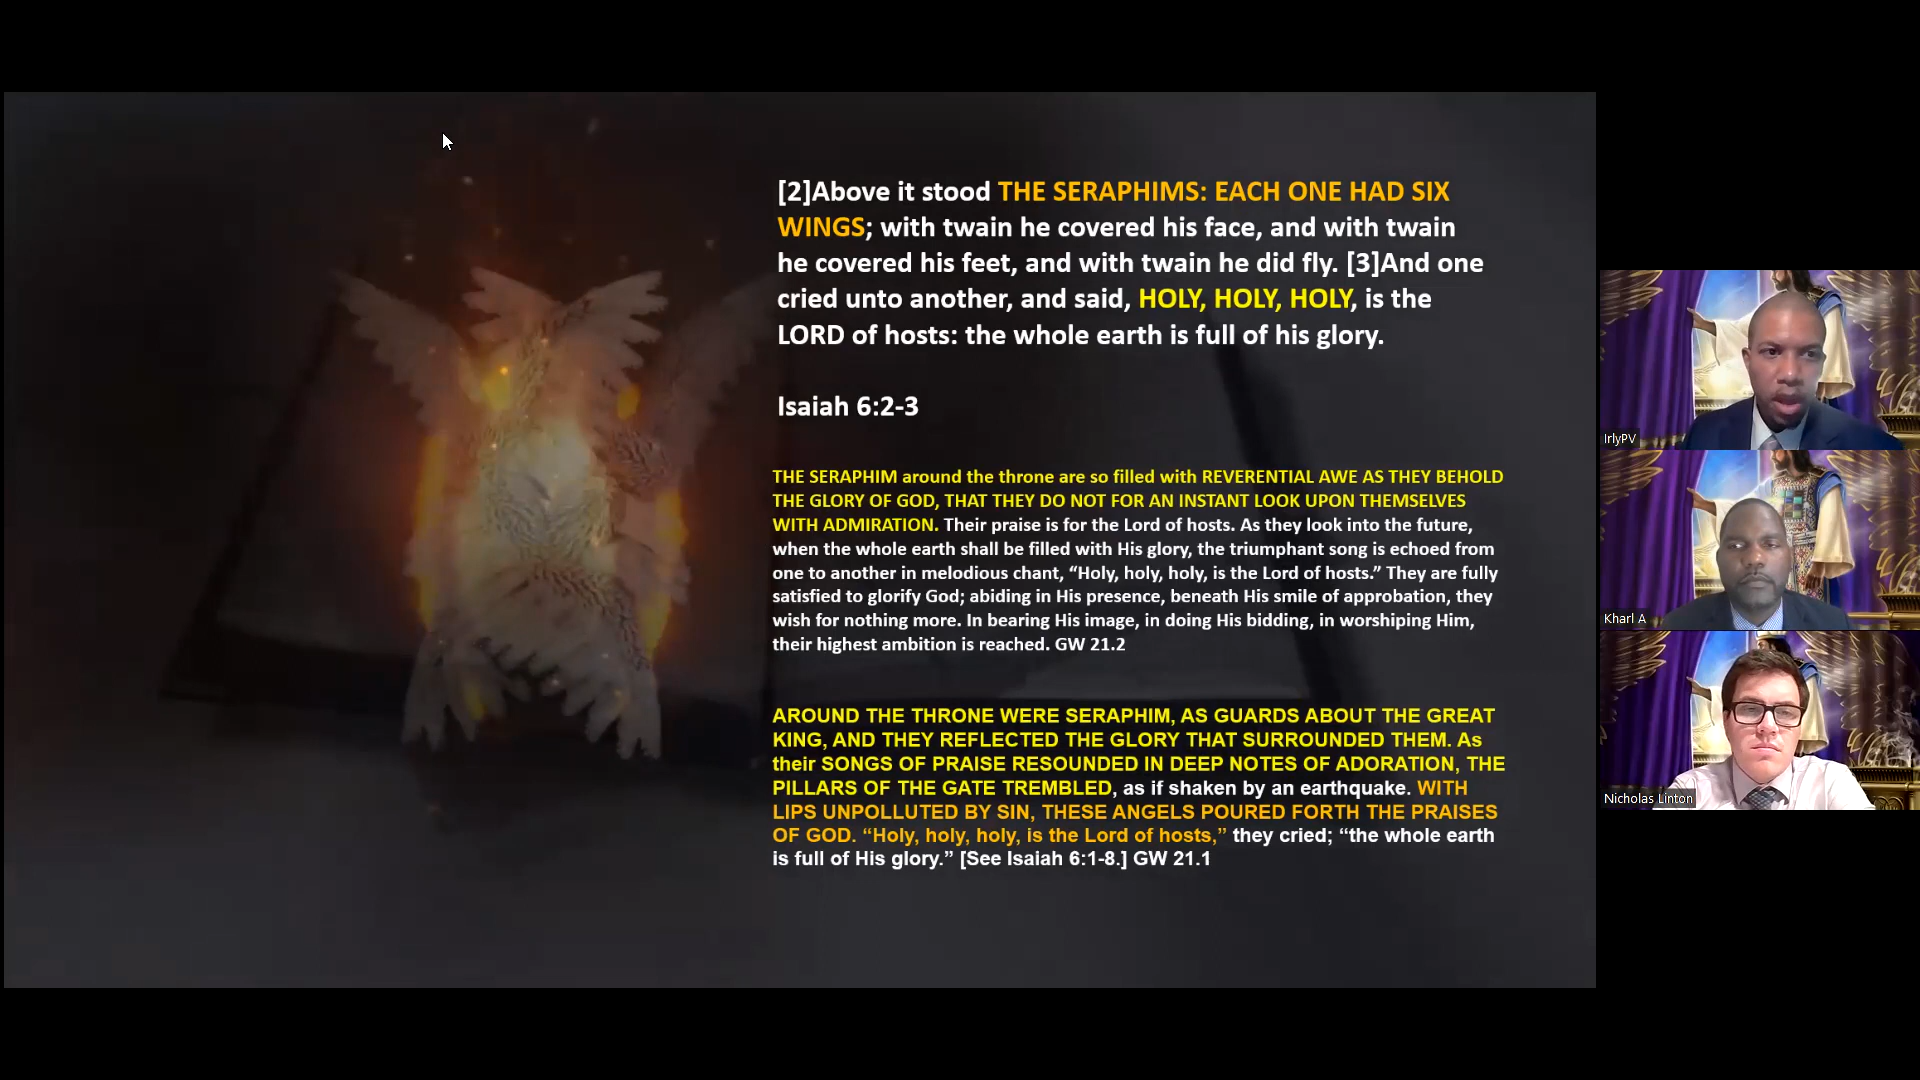 [2]Above it stood THE SERAPHIMS: EACH ONE HAD SIX
WINGS; with twain he covered his face, and with twain
he covered his feet, and with twain he did fly. [3]And one
cried unto another, and said, HOLY, HOLY, HOLY, is the
LORD of hosts: the whole earth is full of his glory.
Isaiah 6:2-3
THE SERAPHIM around the throne are so filled with REVERENTIAL AWE AS THEY BEHOLD
THE GLORY OF GOD, THAT THEY DO NOT FOR AN INSTANT LOOK UPON THEMSELVES
WITH ADMIRATION. Their praise is for the Lord of hosts. As they look into the future,
when the whole earth shall be filled with His glory, the triumphant song is echoed from
one to another in melodious chant, “Holy, holy, holy, is the Lord of hosts.” They are fully
satisfied to glorify God; abiding in His presence, beneath His smile of approbation, they
wish for nothing more. In bearing His image, in doing His bidding, in worshiping Him,
their highest ambition is reached. GW 21.2
AROUND THE THRONE WERE SERAPHIM, AS GUARDS ABOUT THE GREAT
KING, AND THEY REFLECTED THE GLORY THAT SURROUNDED THEM. As
their SONGS OF PRAISE RESOUNDED IN DEEP NOTES OF ADORATION, THE
PILLARS OF THE GATE TREMBLED, as if shaken by an earthquake. WITH
LIPS UNPOLLUTED BY SIN, THESE ANGELS POURED FORTH THE PRAISES
OF GOD. “Holy, holy, holy, is the Lord of hosts,” they cried; “the whole earth
is full of His glory.” [See Isaiah 6:1-8.] GW 21.1
IrlyPV
Kharl A
Nicholas Linton